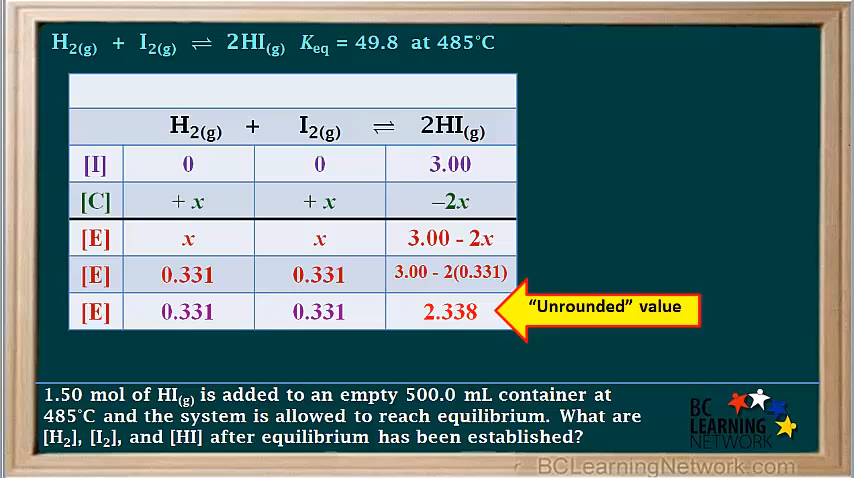 H2(g) + I2(g) ⇌ 2HI(g) Keq = 49.8 at 485°C
H2(g) + I2(g) ⇌ 2HI(g)
[I] 0 0 3.00
[C] + x + x –2x
[E] x x 3.00 - 2x
[E] 0.331 0.331 3.00 - 2(0.331)
[E] 0.331 0.331 2.338
“Unrounded” value
1.50 mol of HI(g) is added to an empty 500.0 mL container at
485°C and the system is allowed to reach equilibrium. What are
[H2], [I2], and [HI] after equilibrium has been established?
BC
LEARNING
NETWORK
BCLearningNetwork.com